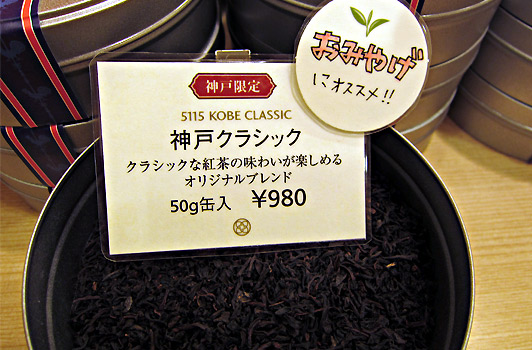 神戸限定
5115 KOBE CLASSIC
神戸クラシック
クラシックな紅茶の味わいが楽しめる
オリジナルブレンド
50g缶入 ¥980
おみやげ
にオススメ!!